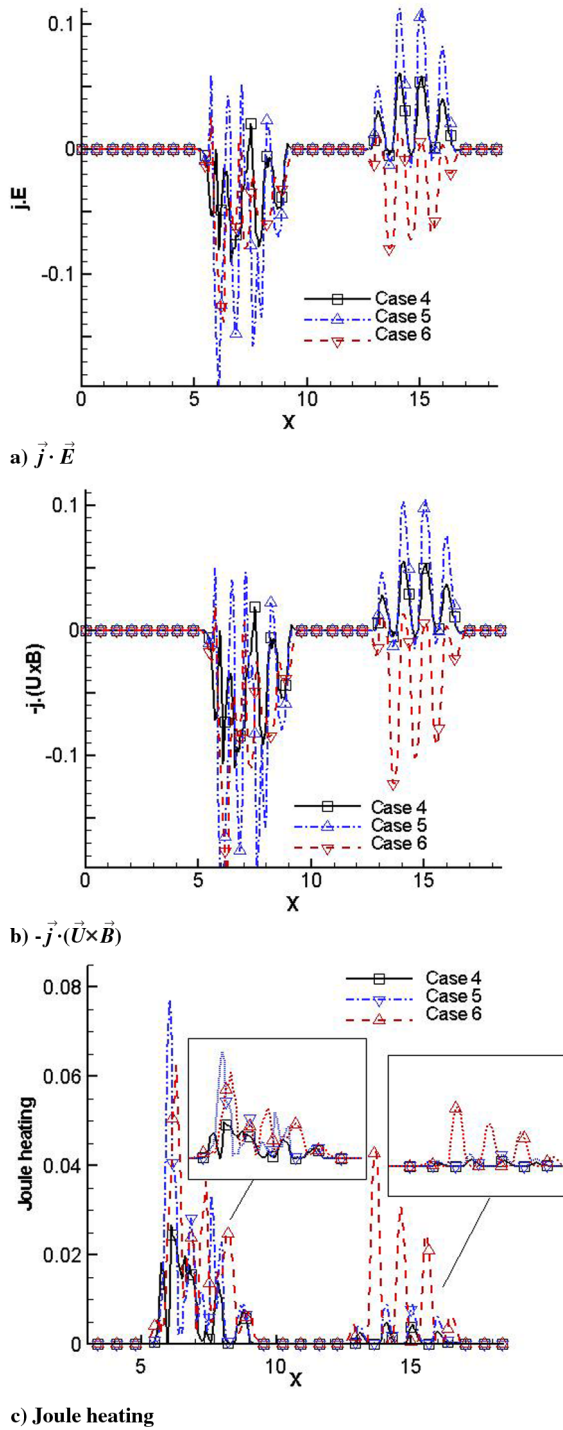 0.1
0
-0.1
j.E
Case 4
Case 5
Case 6
0 5 10 15
X
a) j⃗ · E⃗
0.1
0
-0.1
-j.(UxB)
Case 4
Case 5
Case 6
0 5 10 15
X
b) -j⃗ ·(U⃗×B⃗)
0.08
0.06
0.04
0.02
0
Joule heating
Case 4
Case 5
Case 6
5 10 15
X
c) Joule heating